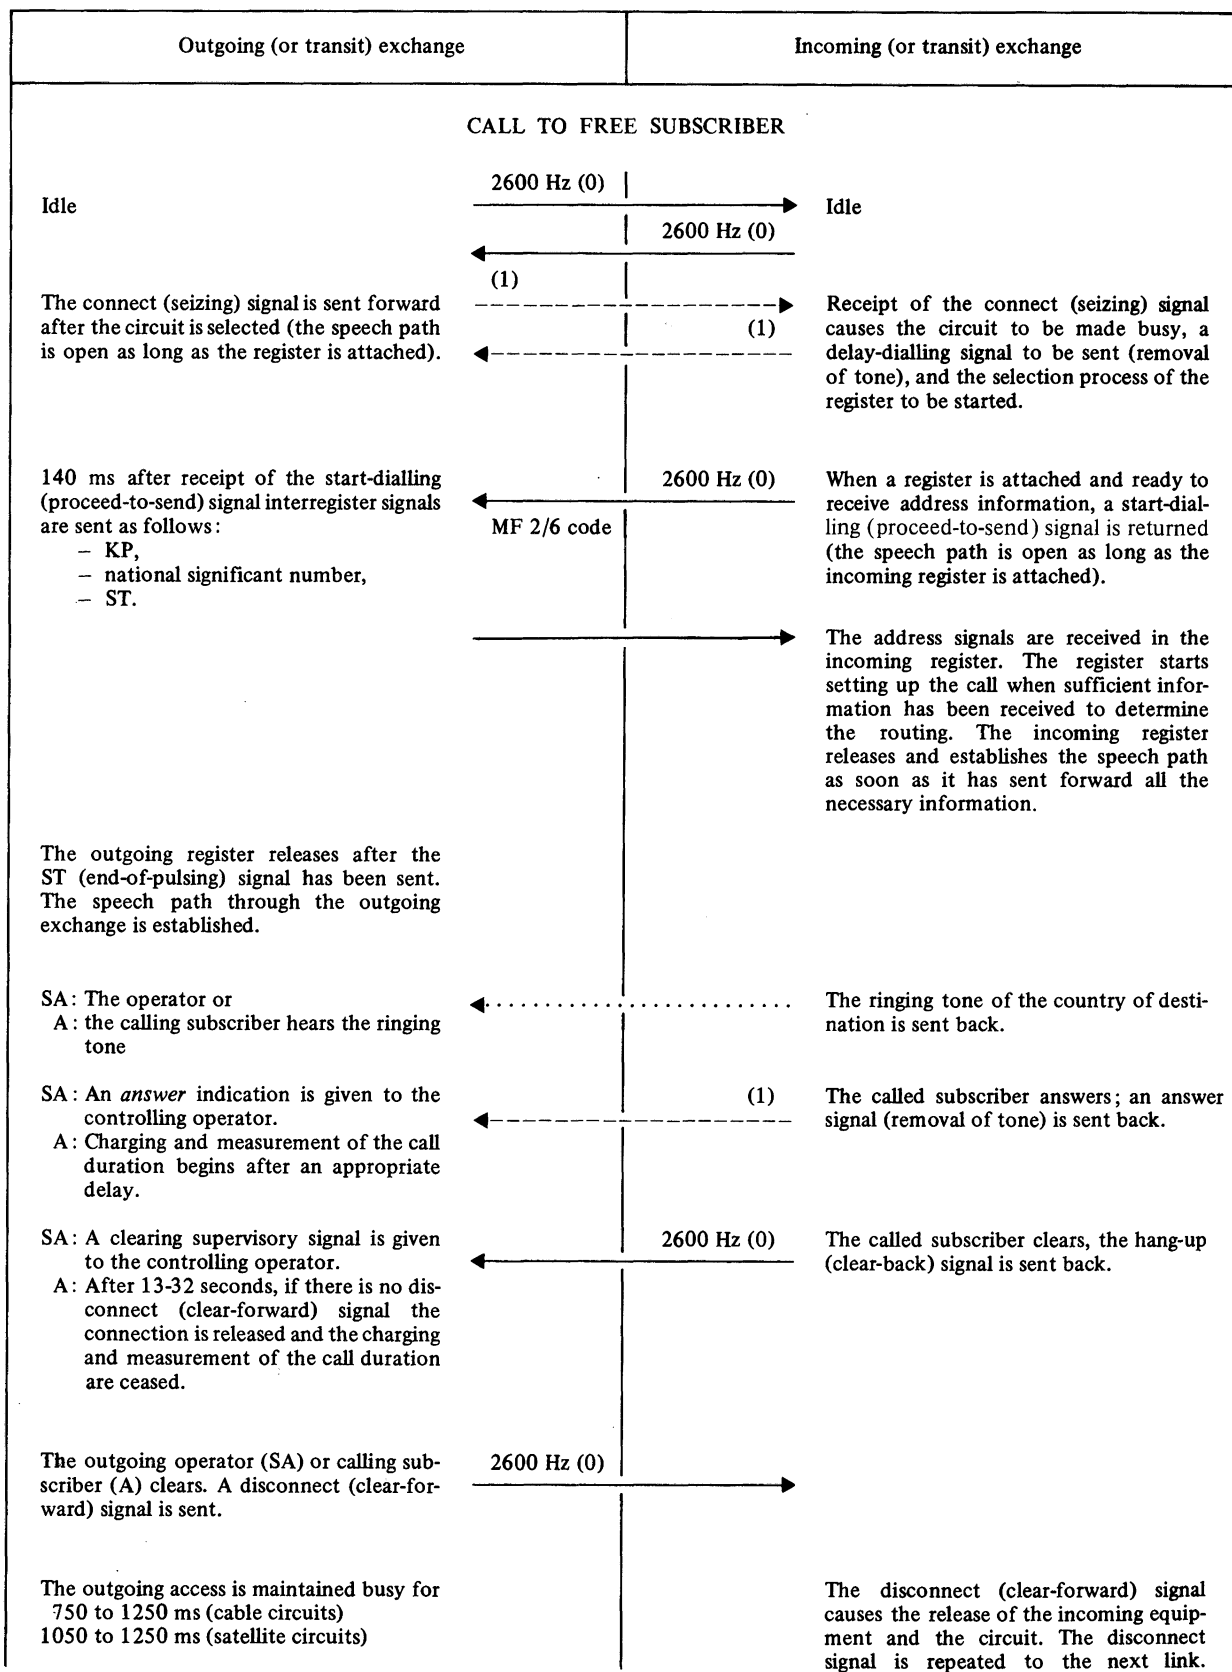 Outgoing (or transit) exchange
Incoming (or transit) exchange
CALL TO FREE SUBSCRIBER
2600 Hz (0)
Idle
Idle
2600 Hz (0)
(1)
The connect (seizing) signal is sent forward
after the circuit is selected (the speech path
is open as long as the register is attached).
(1)
Receipt of the connect (seizing) signal
causes the circuit to be made busy, a
delay-dialling signal to be sent (removal
of tone), and the selection process of the
register to be started.
140 ms after receipt of the start-dialling
(proceed-to-send) signal interregister signals
are sent as follows:
– KP,
– national significant number,
– ST.
2600 Hz (0)
MF 2/6 code
When a register is attached and ready to
receive address information, a start-dial-
ling (proceed-to-send) signal is returned
(the speech path is open as long as the
incoming register is attached).
The address signals are received in the
incoming register. The register starts
setting up the call when sufficient infor-
mation has been received to determine
the routing. The incoming register
releases and establishes the speech path
as soon as it has sent forward all the
necessary information.
The outgoing register releases after the
ST (end-of-pulsing) signal has been sent.
The speech path through the outgoing
exchange is established.
SA: The operator or
A: the calling subscriber hears the ringing
tone
The ringing tone of the country of desti-
nation is sent back.
SA: An answer indication is given to the
controlling operator.
A: Charging and measurement of the call
duration begins after an appropriate
delay.
(1)
The called subscriber answers; an answer
signal (removal of tone) is sent back.
SA: A clearing supervisory signal is given
to the controlling operator.
A: After 13-32 seconds, if there is no dis-
connect (clear-forward) signal the
connection is released and the charging
and measurement of the call duration
are ceased.
2600 Hz (0)
The called subscriber clears, the hang-up
(clear-back) signal is sent back.
The outgoing operator (SA) or calling sub-
scriber (A) clears. A disconnect (clear-for-
ward) signal is sent.
2600 Hz (0)
The outgoing access is maintained busy for
750 to 1250 ms (cable circuits)
1050 to 1250 ms (satellite circuits)
The disconnect (clear-forward) signal
causes the release of the incoming equip-
ment and the circuit. The disconnect
signal is repeated to the next link.